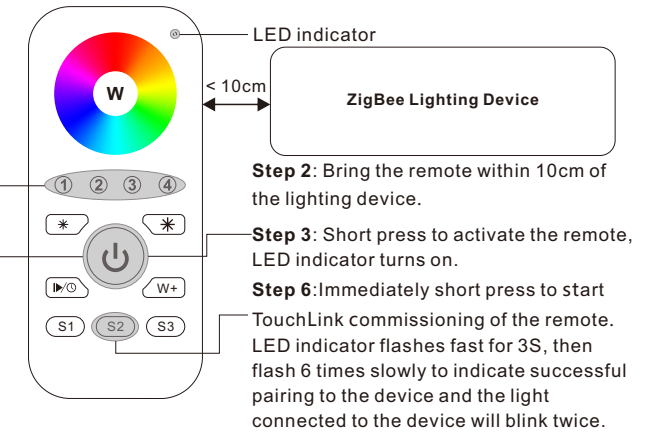 LED indicator
W
< 10cm
ZigBee Lighting Device
Step 2: Bring the remote within 10cm of
the lighting device.
1 2 3 4
Step 3: Short press to activate the remote,
LED indicator turns on.
W+
Step 6:Immediately short press to start
S1 S2 S3
TouchLink commissioning of the remote.
LED indicator flashes fast for 3S, then
flash 6 times slowly to indicate successful
pairing to the device and the light
connected to the device will blink twice.